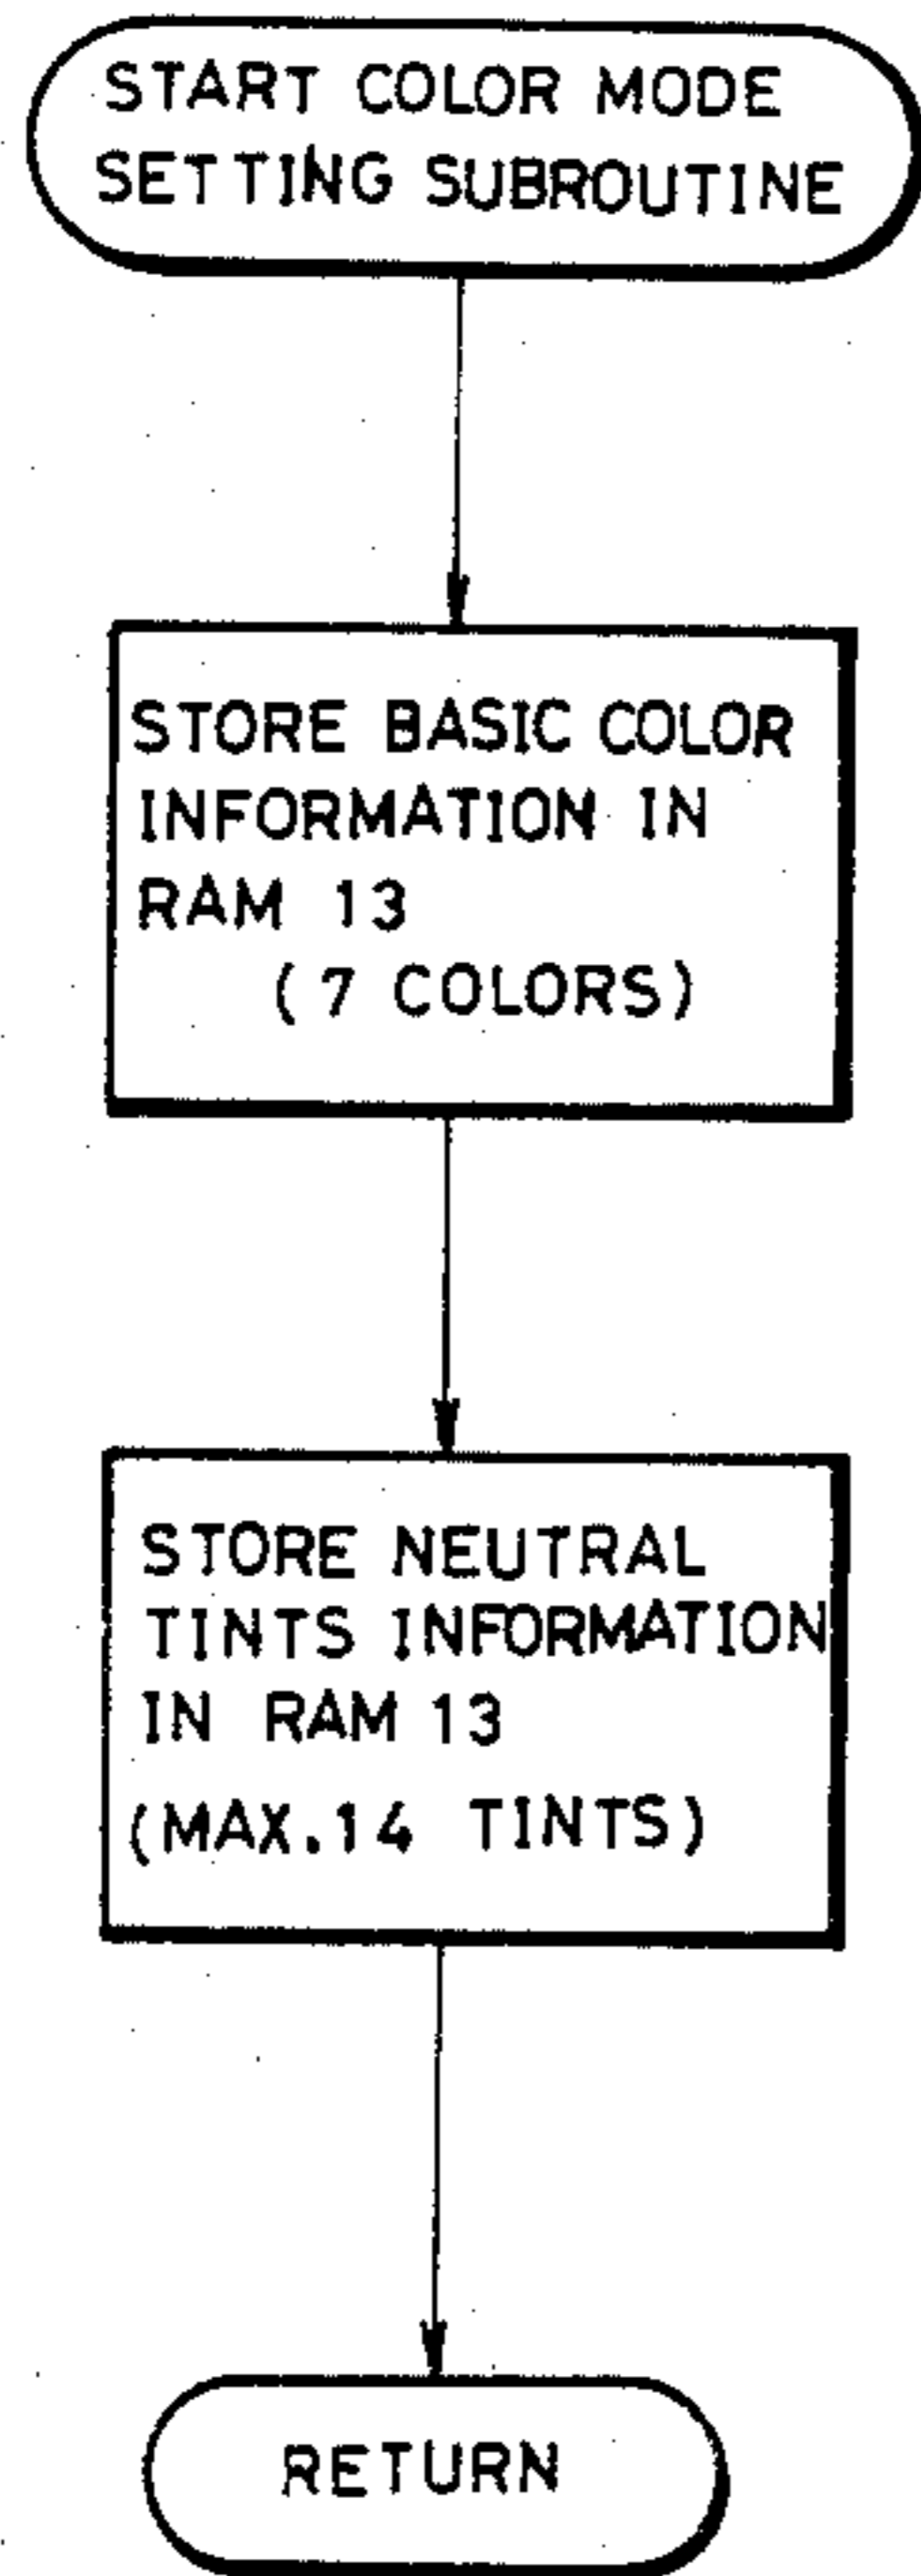 START COLOR MODE
SETTING SUBROUTINE
STORE BASIC COLOR
INFORMATION IN
RAM 13
(7 COLORS)
STORE NEUTRAL
TINTS INFORMATION
IN RAM 13
(MAX.14 TINTS)
RETURN